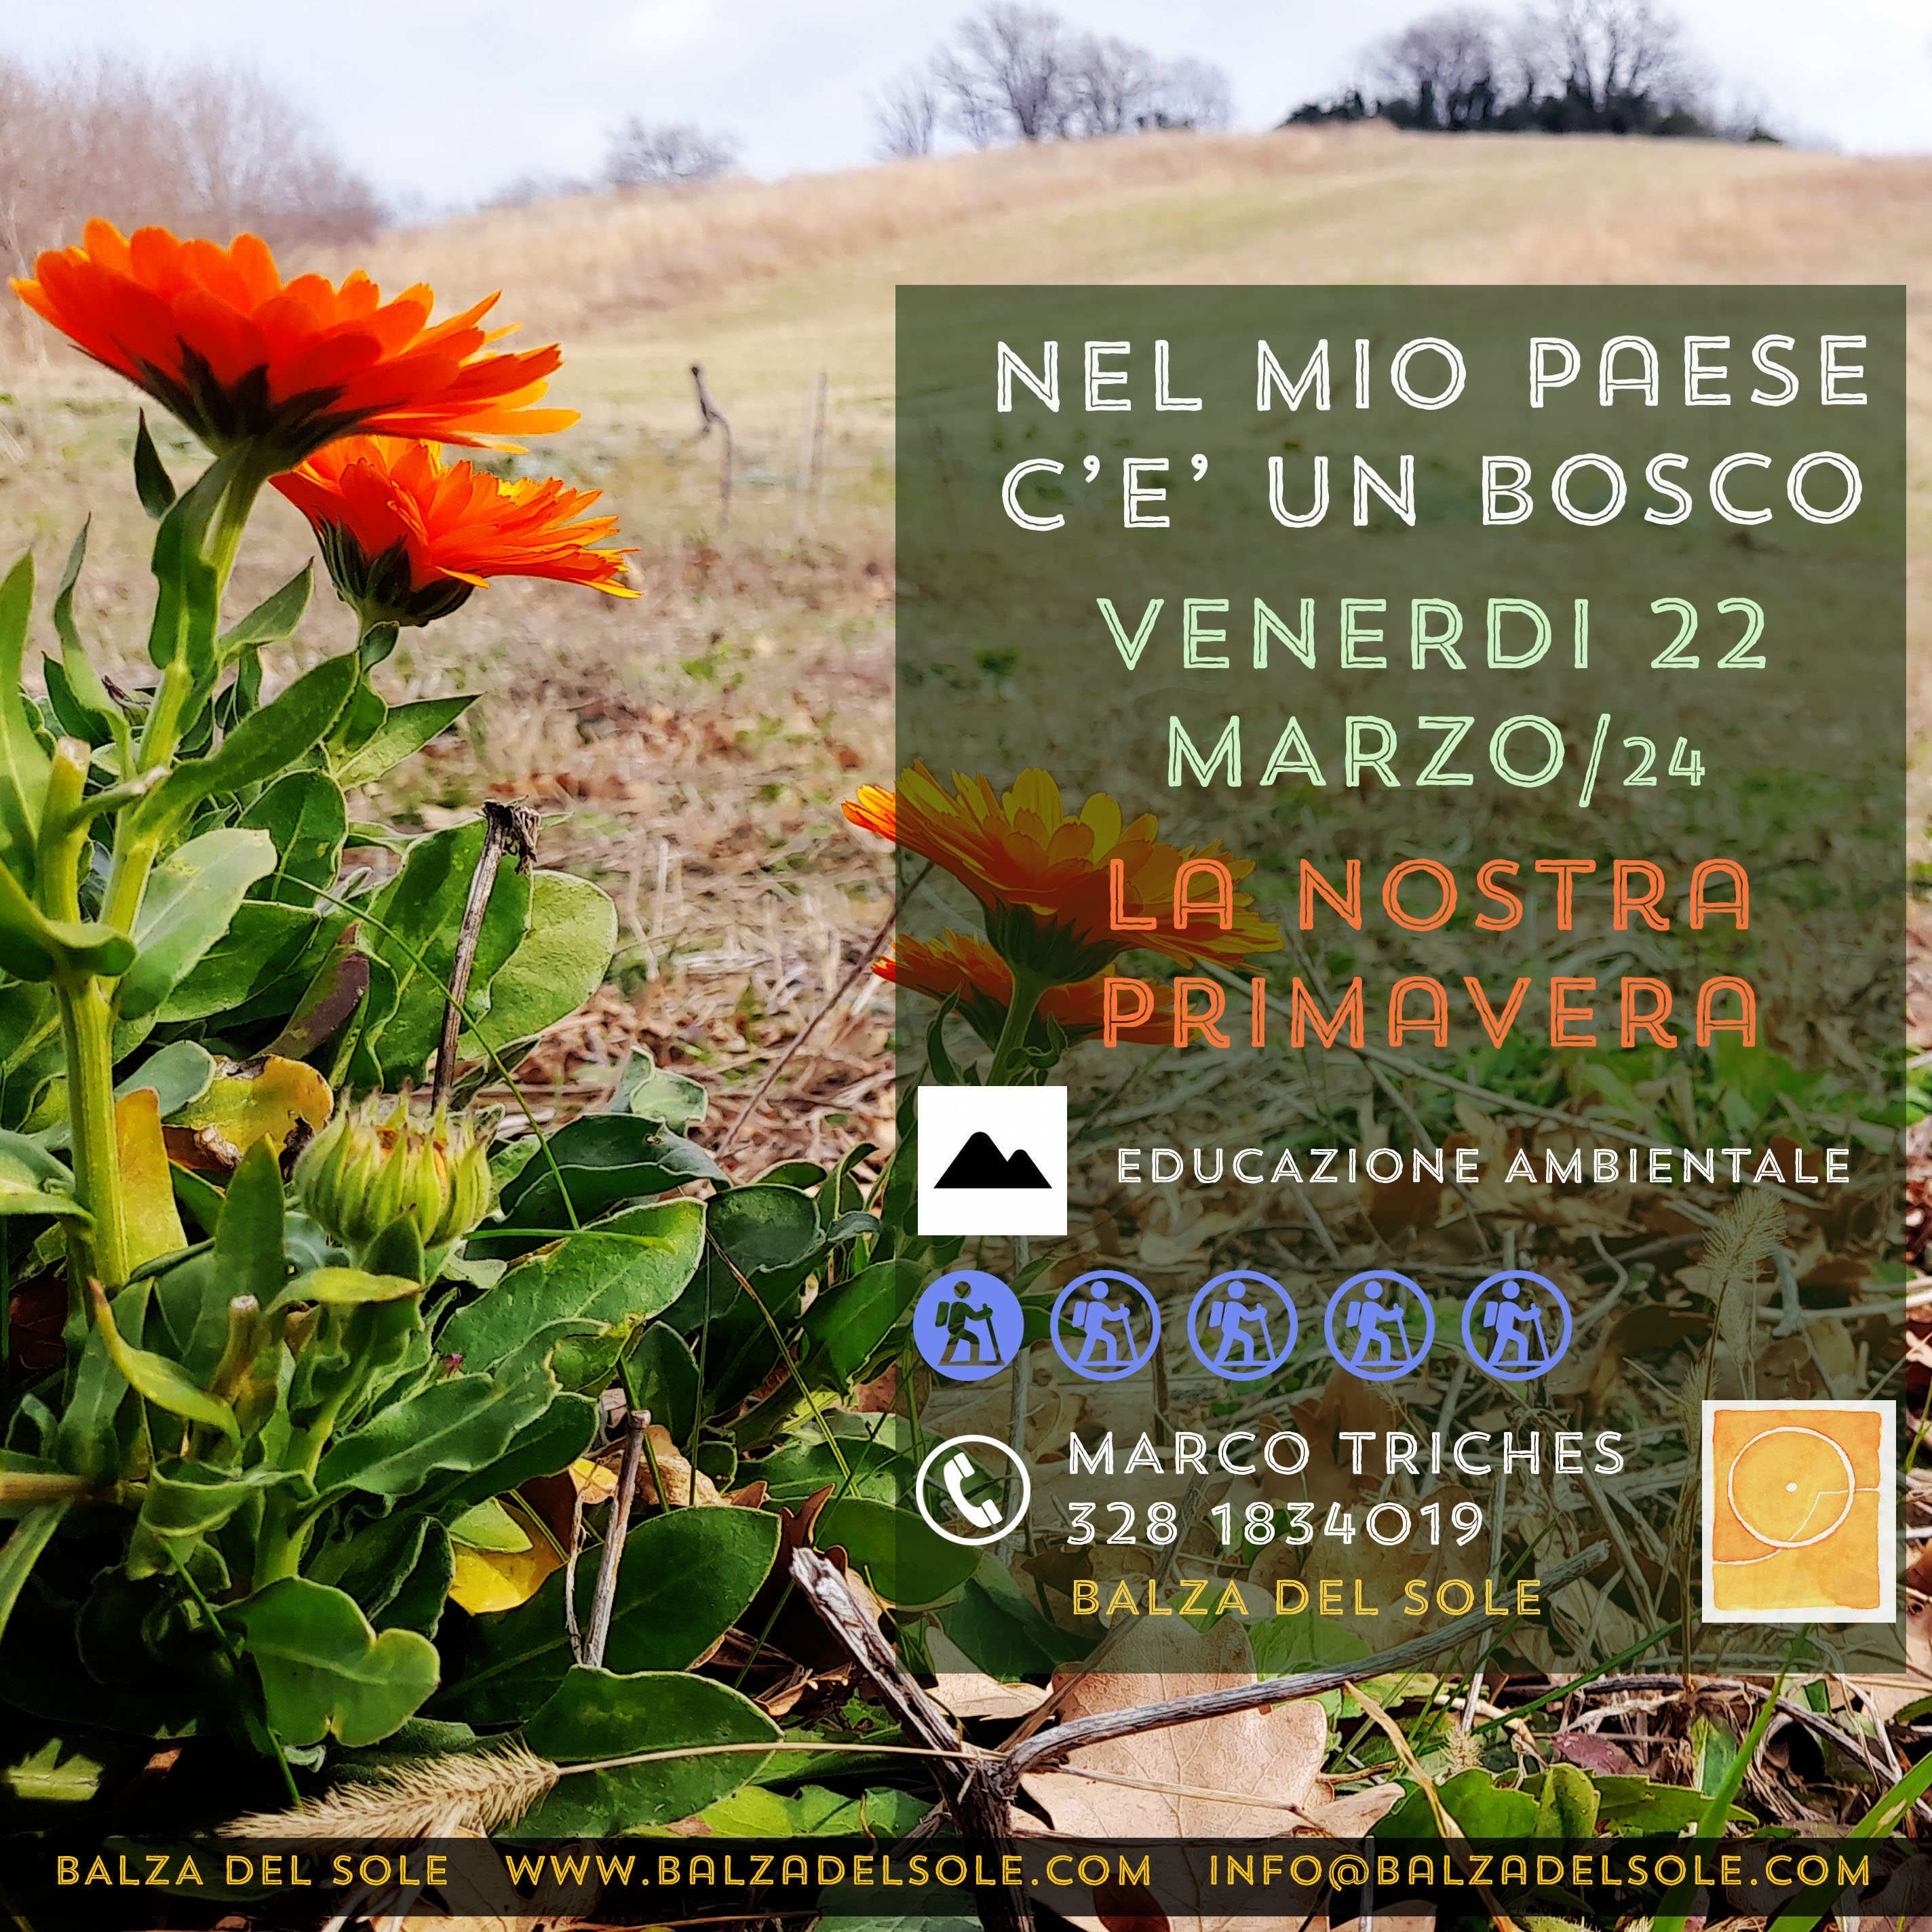 NEL MIO PAESE
C'E' UN BOSCO
VENERDI 22
MARZO/24
LA NOSTRA
PRIMAVERA
EDUCAZIONE AMBIENTALE
MARCO TRICHES
328 1834019
BALZA DEL SOLE
BALZA DEL SOLE WWW.BALZADELSOLE.COM INFO@BALZADELSOLE.COM